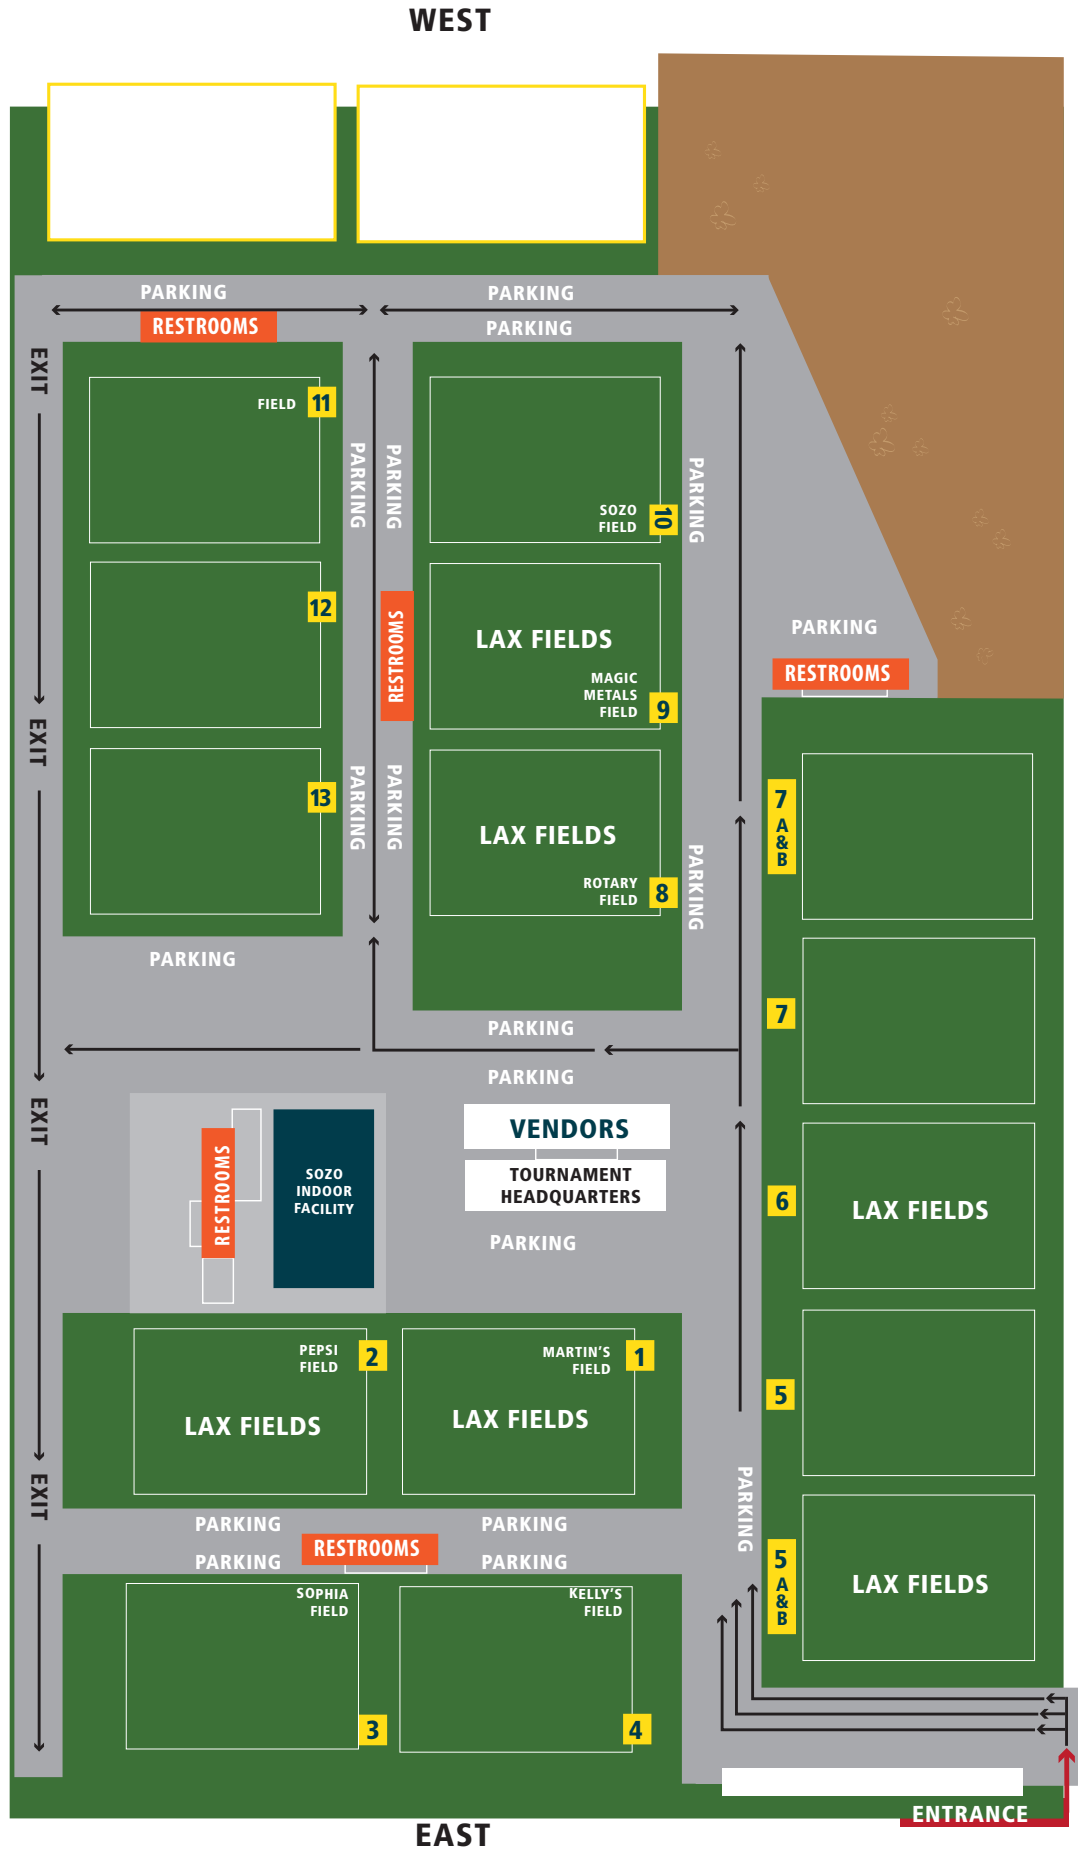 WEST
PARKING
PARKING
RESTROOMS
PARKING
EXIT
FIELD
11
PARKING
PARKING
SOZO
FIELD
10
PARKING
12
RESTROOMS
LAX FIELDS
MAGIC
METALS
FIELD
9
PARKING
RESTROOMS
EXIT
13
PARKING
PARKING
LAX FIELDS
ROTARY
FIELD
8
PARKING
7
A
&
B
PARKING
7
PARKING
PARKING
EXIT
RESTROOMS
SOZO
INDOOR
FACILITY
VENDORS
TOURNAMENT
HEADQUARTERS
PARKING
6
LAX FIELDS
PEPSI
FIELD
2
LAX FIELDS
MARTIN'S
FIELD
1
LAX FIELDS
5
EXIT
PARKING
PARKING
PARKING
RESTROOMS
PARKING
PARKING
5
A
&
B
LAX FIELDS
SOPHIA
FIELD
3
KELLY'S
FIELD
4
ENTRANCE
EAST